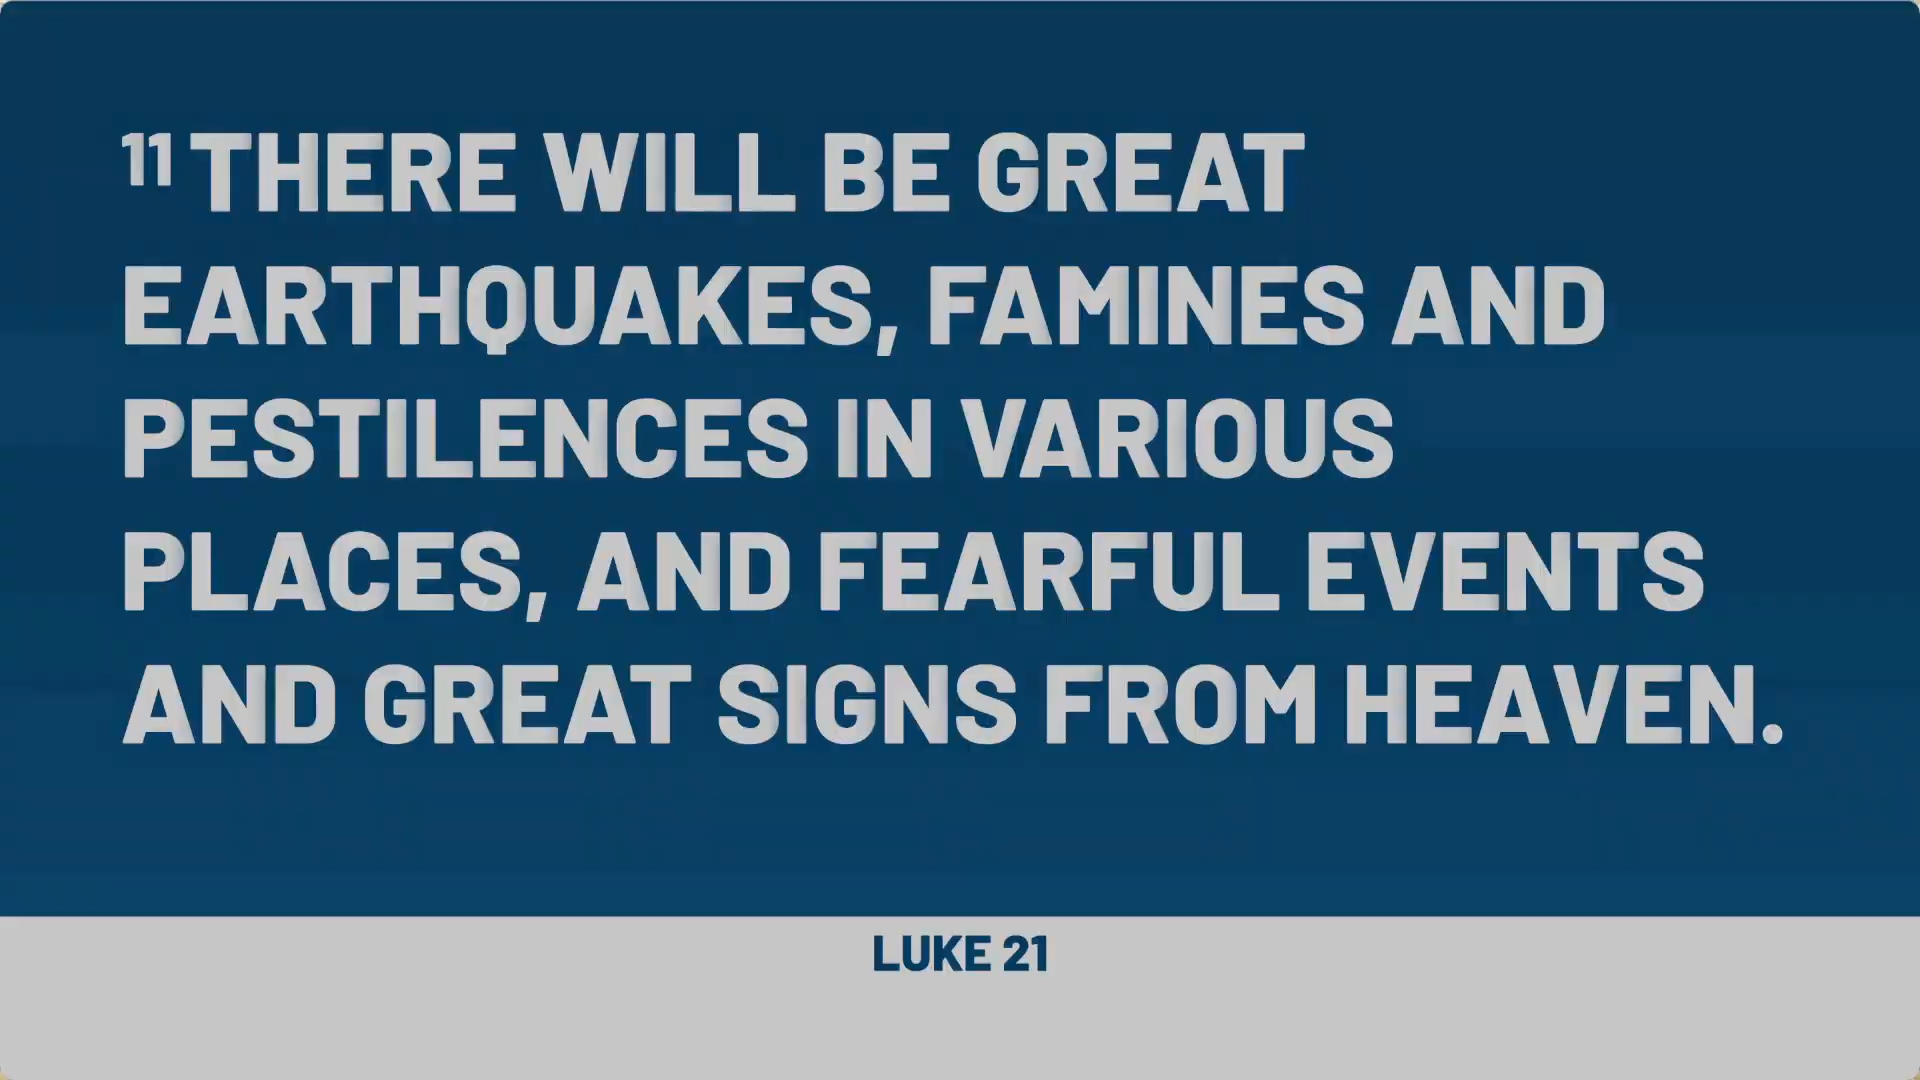 11 THERE WILL BE GREAT
EARTHQUAKES, FAMINES AND
PESTILENCES IN VARIOUS
PLACES, AND FEARFUL EVENTS
AND GREAT SIGNS FROM HEAVEN.
LUKE 21